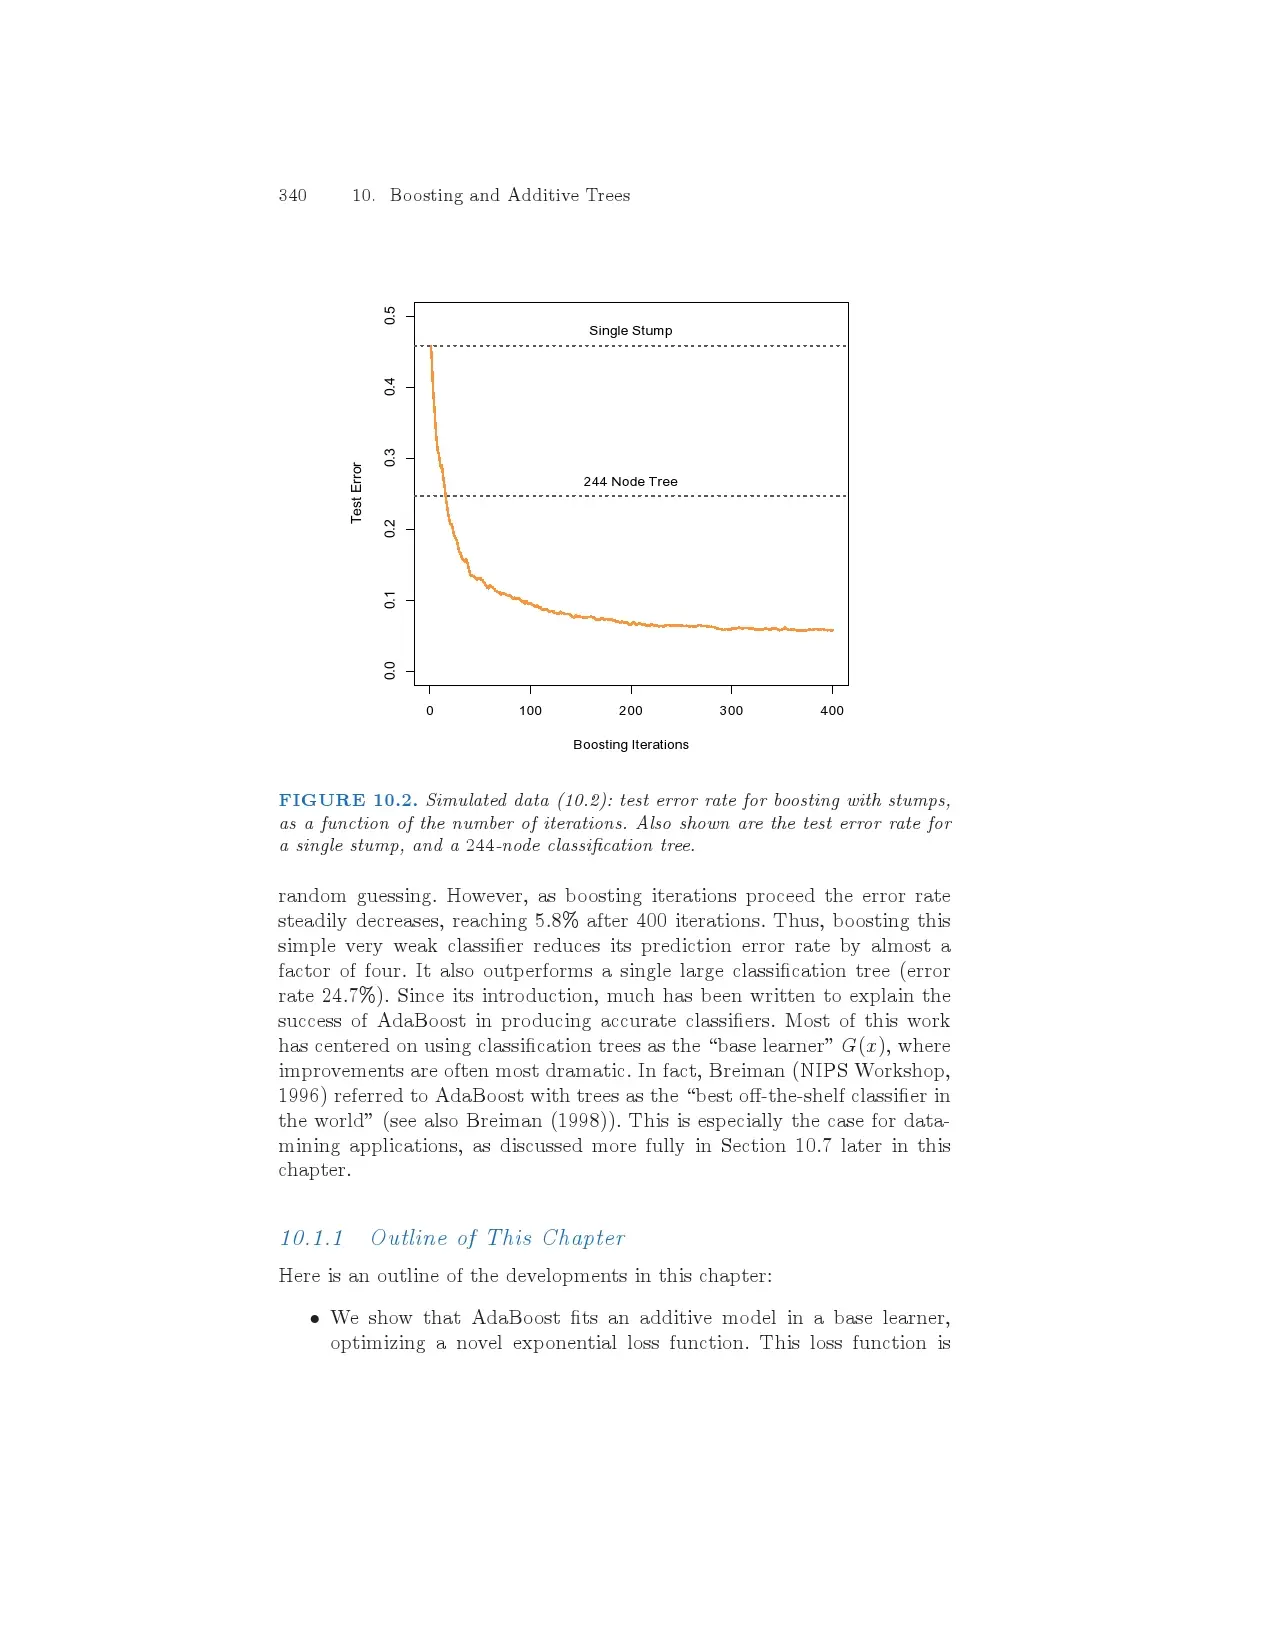 340 10. Boosting and Additive Trees
0.5
Single Stump
0.4
0.3
244 Node Tree
Test Error
0.2
0.1
0.0
0 100 200 300 400
Boosting Iterations
FIGURE 10.2. Simulated data (10.2): test error rate for boosting with stumps,
as a function of the number of iterations. Also shown are the test error rate for
a single stump, and a 244-node classification tree.
random guessing. However, as boosting iterations proceed the error rate
steadily decreases, reaching 5.8% after 400 iterations. Thus, boosting this
simple very weak classifier reduces its prediction error rate by almost a
factor of four. It also outperforms a single large classification tree (error
rate 24.7%). Since its introduction, much has been written to explain the
success of AdaBoost in producing accurate classifiers. Most of this work
has centered on using classification trees as the “base learner” G(x), where
improvements are often most dramatic. In fact, Breiman (NIPS Workshop,
1996) referred to AdaBoost with trees as the “best off-the-shelf classifier in
the world” (see also Breiman (1998)). This is especially the case for data-
mining applications, as discussed more fully in Section 10.7 later in this
chapter.
10.1.1 Outline of This Chapter
Here is an outline of the developments in this chapter:
• We show that AdaBoost fits an additive model in a base learner,
optimizing a novel exponential loss function. This loss function is